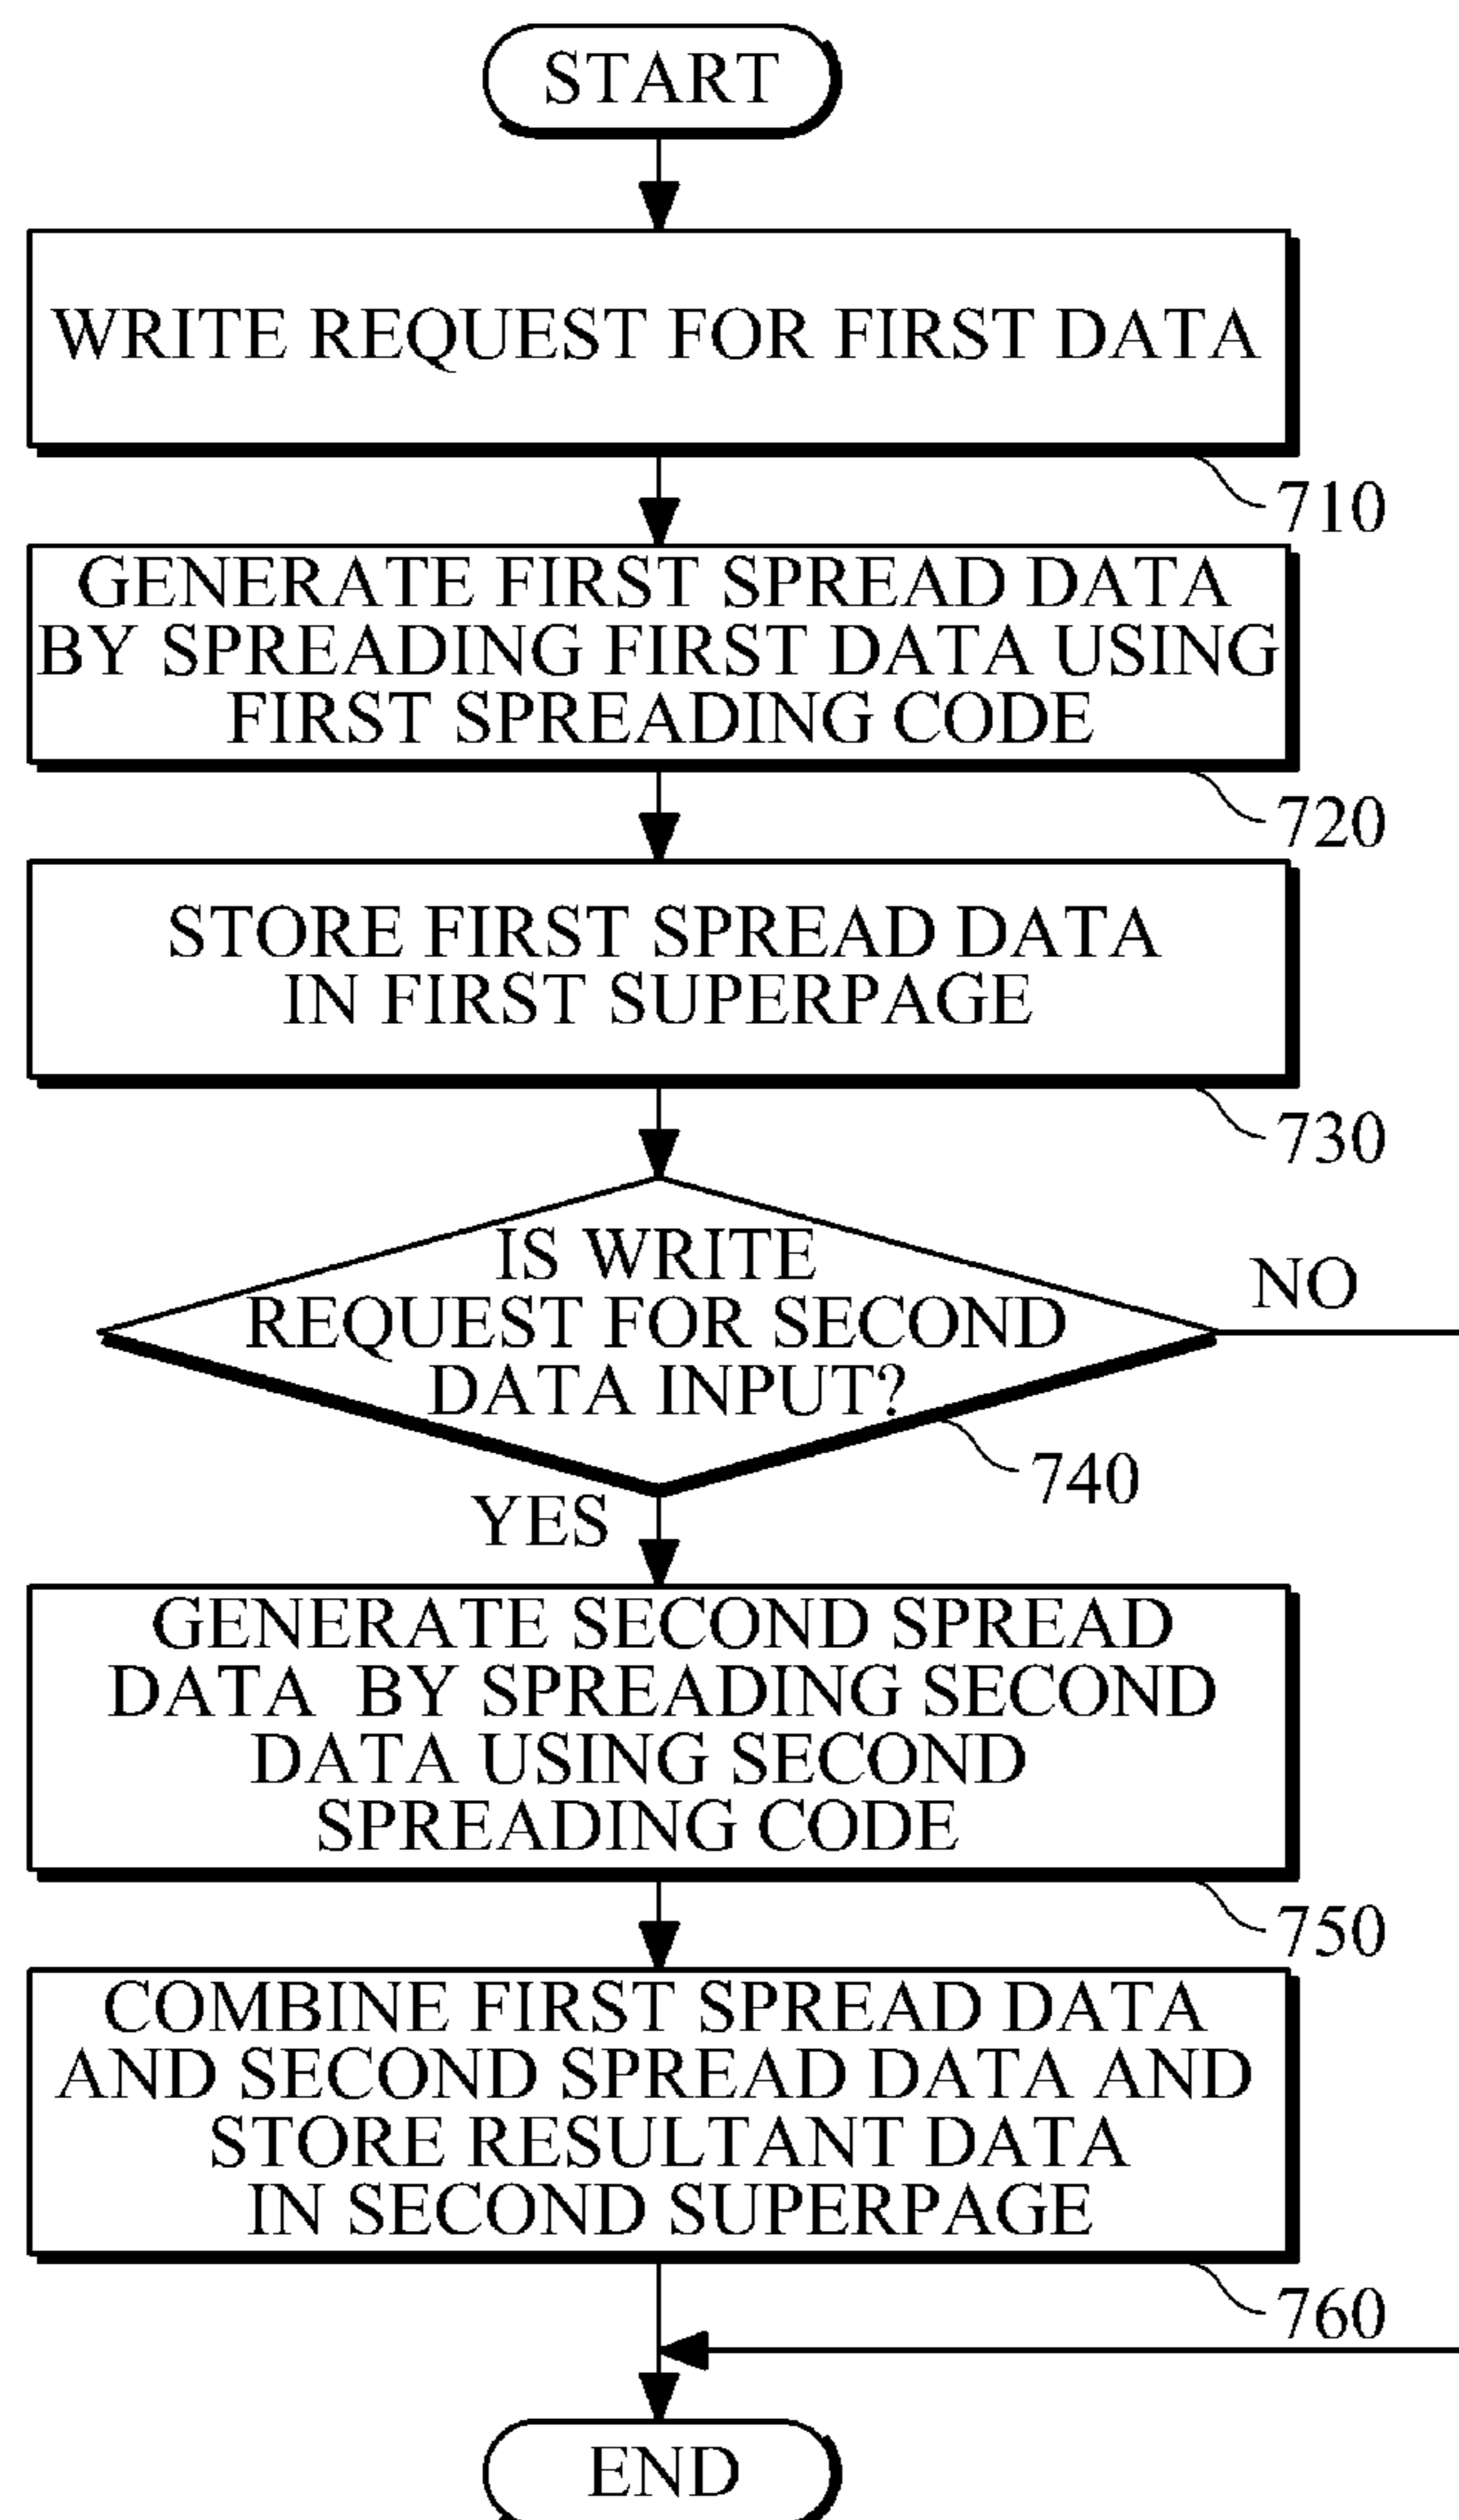 START
WRITE REQUEST FOR FIRST DATA
710
GENERATE FIRST SPREAD DATA
BY SPREADING FIRST DATA USING
FIRST SPREADING CODE
720
STORE FIRST SPREAD DATA
IN FIRST SUPERPAGE
730
IS WRITE
REQUEST FOR SECOND
DATA INPUT?
NO
740
YES
GENERATE SECOND SPREAD
DATA BY SPREADING SECOND
DATA USING SECOND
SPREADING CODE
750
COMBINE FIRST SPREAD DATA
AND SECOND SPREAD DATA AND
STORE RESULTANT DATA
IN SECOND SUPERPAGE
760
END